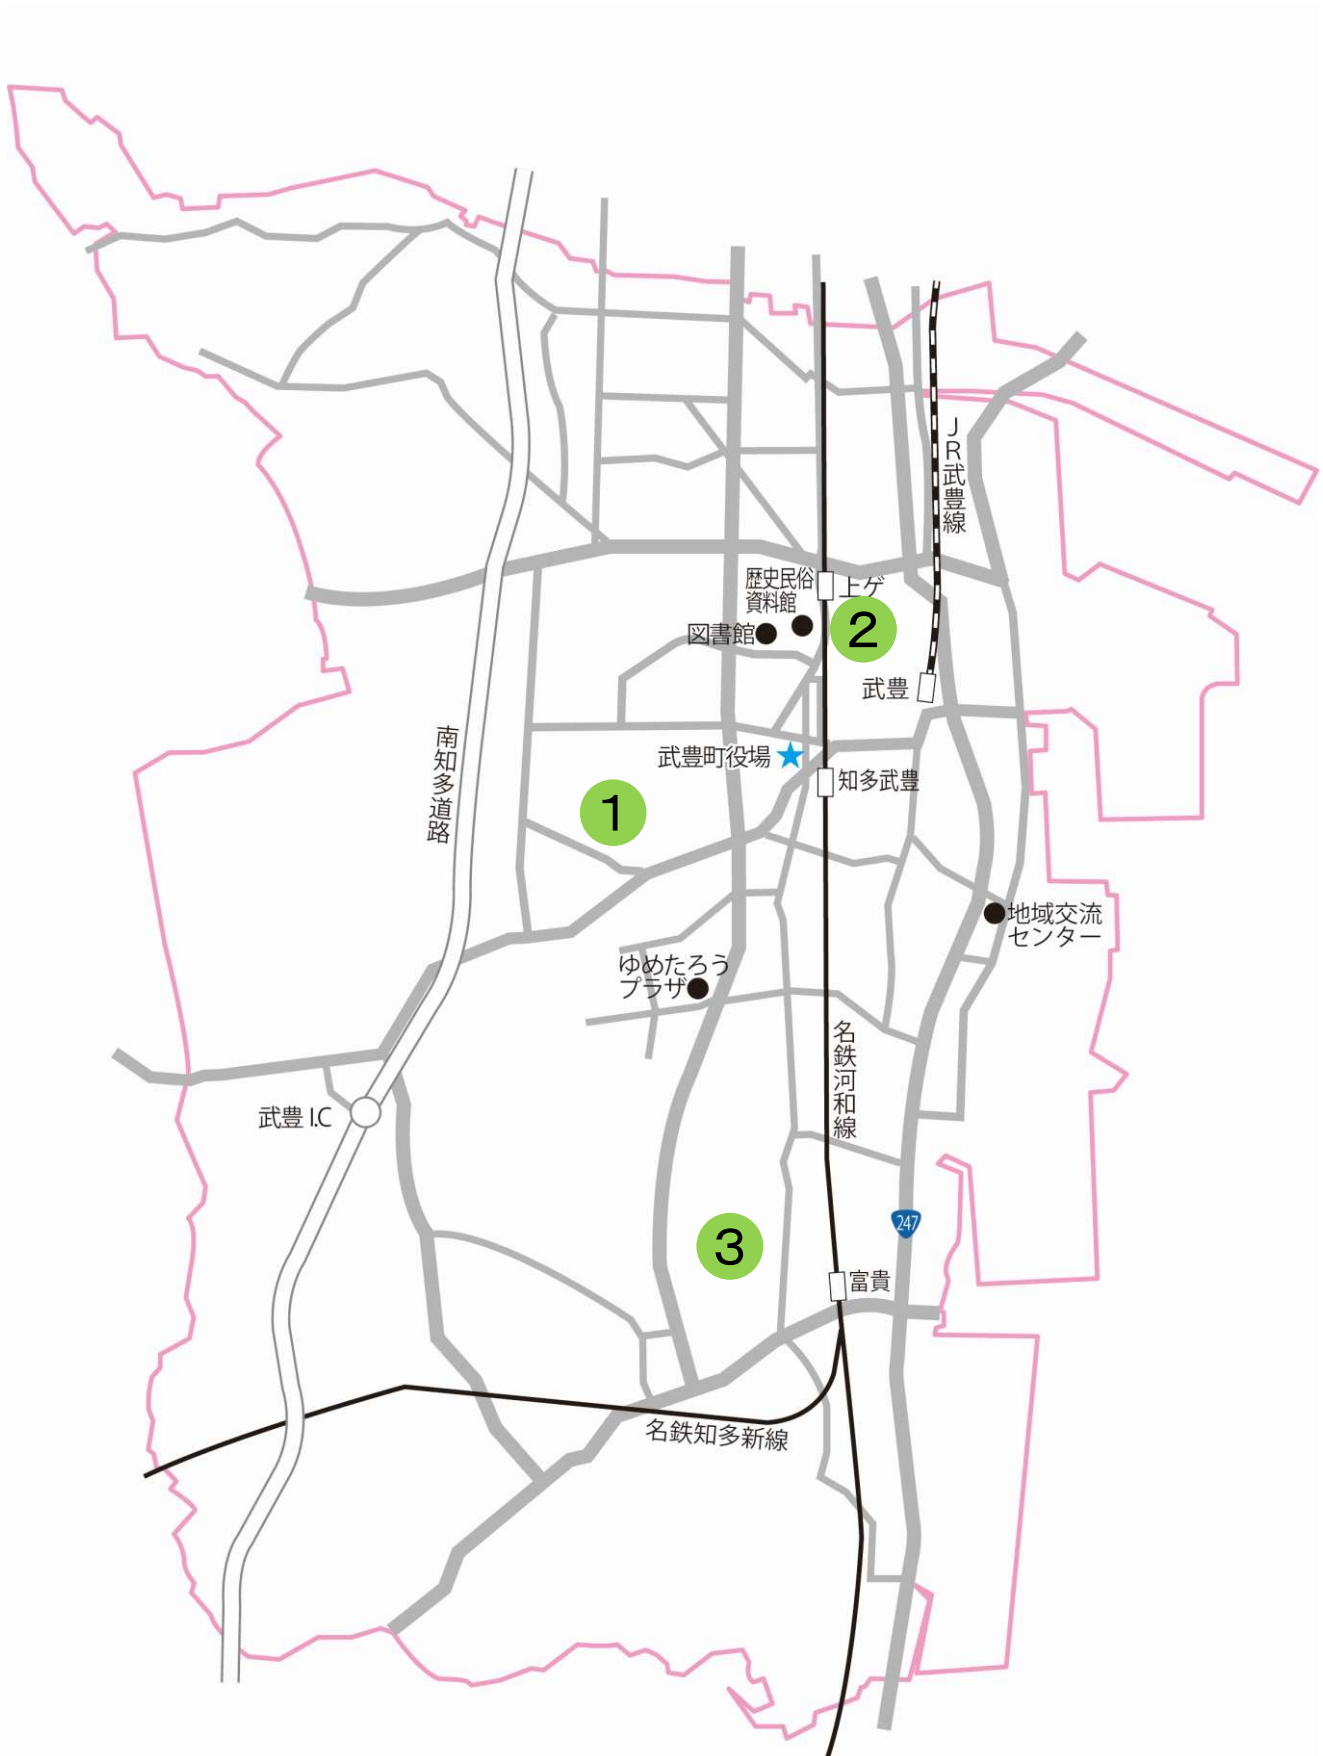 JR武豊線
歴史民俗
資料館
上ゲ
図書館
2
武豊
南知多道路
武豊町役場
知多武豊
1
地域交流
センター
ゆめたろう
プラザ
名鉄河和線
武豊 I.C
247
3
富貴
名鉄知多新線